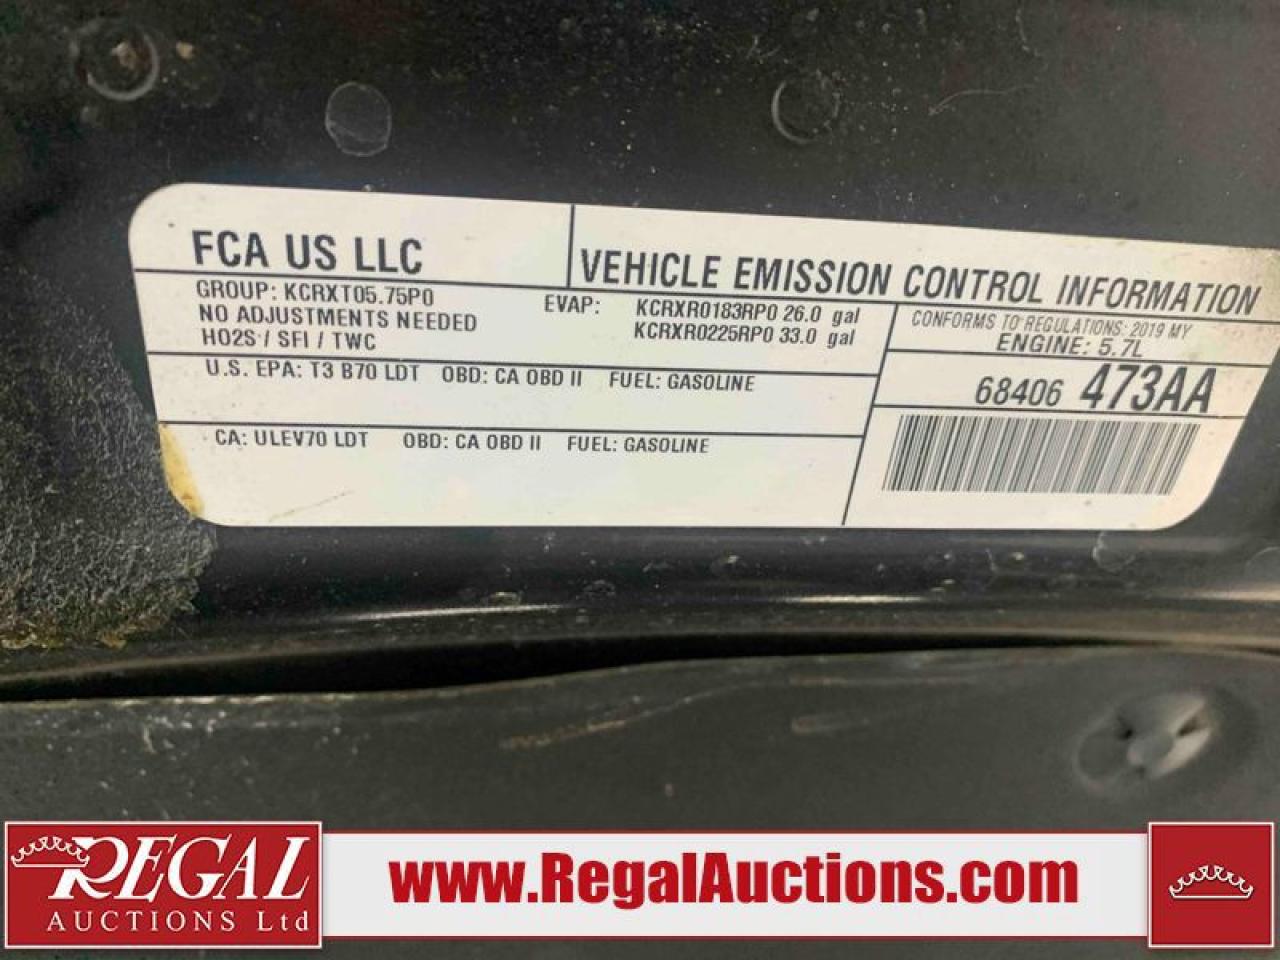 FCA US LLC
VEHICLE EMISSION CONTROL INFORMATION
GROUP: KCRXT05.75P0
NO ADJUSTMENTS NEEDED
HO2S / SFI / TWC
EVAP: KCRXR0183RP0 26.0 gal
KCRXR0225RP0 33.0 gal
CONFORMS TO REGULATIONS: 2019 MY
ENGINE: 5.7L
U.S. EPA: T3 B70 LDT OBD: CA OBD II FUEL: GASOLINE
68406 473AA
CA: ULEV70 LDT OBD: CA OBD II FUEL: GASOLINE
REGAL
AUCTIONS Ltd
www.RegalAuctions.com